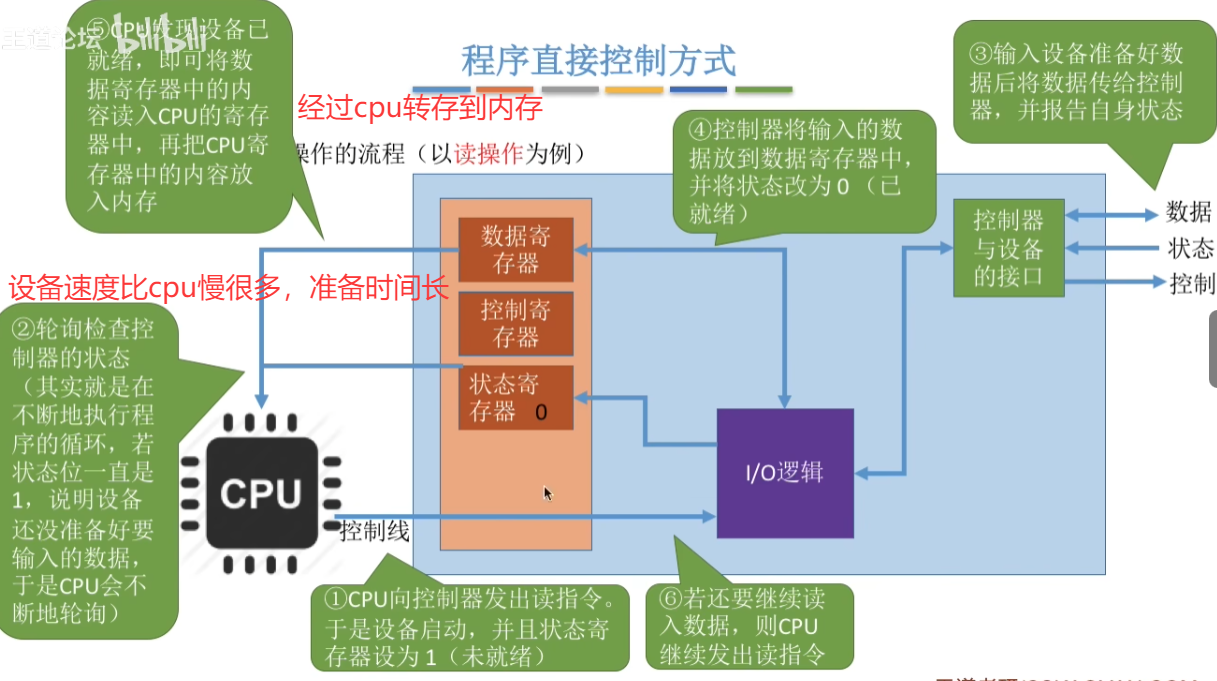 王道论坛 bilibili
程序直接控制方式
⑤CPU发现设备已
就绪，即可将数
据寄存器中的内
容读入CPU的寄存
器中，再把CPU寄
存器中的内容放
入内存
经过cpu转存到内存
操作的流程（以读操作为例）
③输入设备准备好数
据后将数据传给控制
器，并报告自身状态
④控制器将输入的数
据放到数据寄存器中，
并将状态改为 0 （已
就绪）
设备速度比cpu慢很多，准备时间长
②轮询检查控
制器的状态
（其实就是在
不断地执行程
序的循环，若
状态位一直是
1，说明设备
还没准备好要
输入的数据，
于是CPU会不
断地轮询）
数据寄
存器
控制寄
存器
状态寄
存器 0
控制器
与设备
的接口
数据
状态
控制
I/O逻辑
CPU
控制线
①CPU向控制器发出读指令。
于是设备启动，并且状态寄
存器设为 1（未就绪）
⑥若还要继续读
入数据，则CPU
继续发出读指令